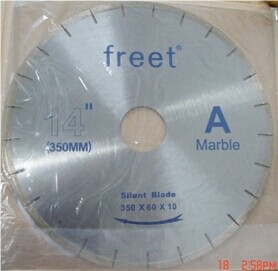 freet®
14"
(350MM)
A
Marble
Silent Blade
350 X 60 X 10
18 2:58PM